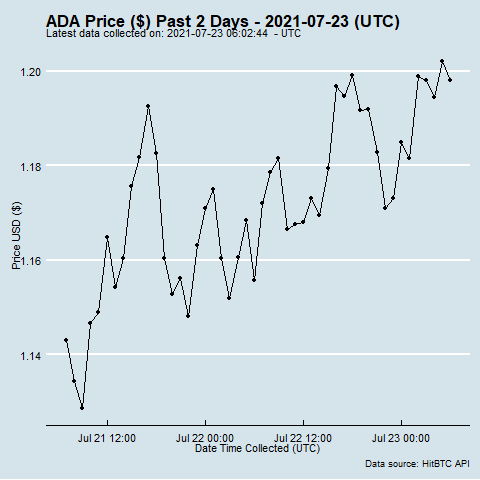 ADA Price ($) Past 2 Days - 2021-07-23 (UTC)
Latest data collected on: 2021-07-23 06:02:44  - UTC
1.20
1.18
1.16
1.14
Price USD ($)
Jul 21 12:00
Jul 22 00:00
Jul 22 12:00
Jul 23 00:00
Date Time Collected (UTC)
Data source: HitBTC API